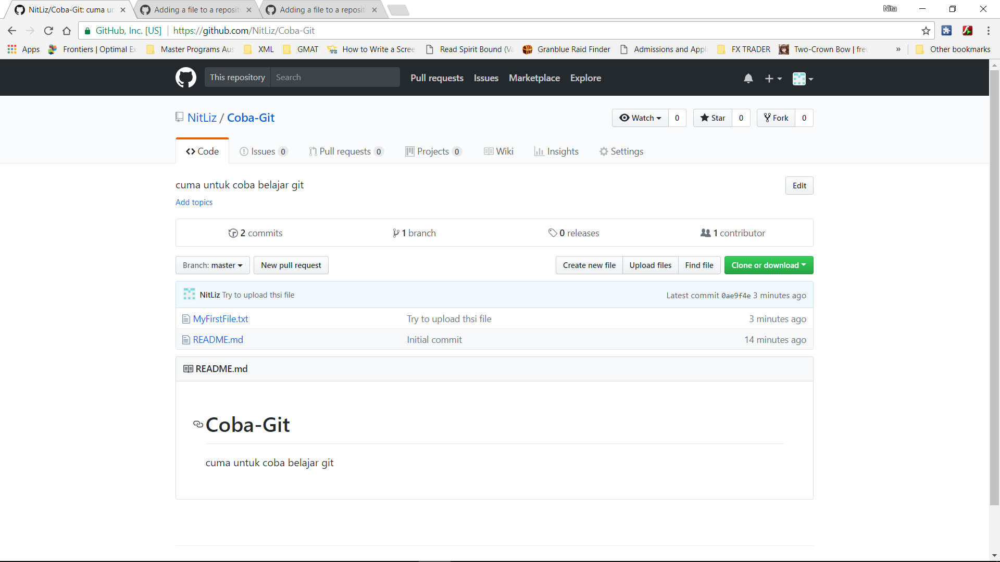 NitLiz/Coba-Git: cuma un
Adding a file to a reposit
Adding a file to a reposit
Nita
GitHub, Inc. [US]
https://github.com/NitLiz/Coba-Git
Apps
Frontiers | Optimal Ex
Master Programs Aus
XML
GMAT
How to Write a Scree
Read Spirit Bound (Va
Granblue Raid Finder
Admissions and Appli
FX TRADER
Two-Crown Bow | freu
»
Other bookmarks
This repository
Search
Pull requests
Issues
Marketplace
Explore
NitLiz / Coba-Git
Watch 0
Star 0
Fork 0
Code
Issues 0
Pull requests 0
Projects 0
Wiki
Insights
Settings
cuma untuk coba belajar git
Edit
Add topics
2 commits
1 branch
0 releases
1 contributor
Branch: master
New pull request
Create new file
Upload files
Find file
Clone or download
NitLiz Try to upload thsi file
Latest commit 0ae9f4e 3 minutes ago
MyFirstFile.txt
Try to upload thsi file
3 minutes ago
README.md
Initial commit
14 minutes ago
README.md
Coba-Git
cuma untuk coba belajar git